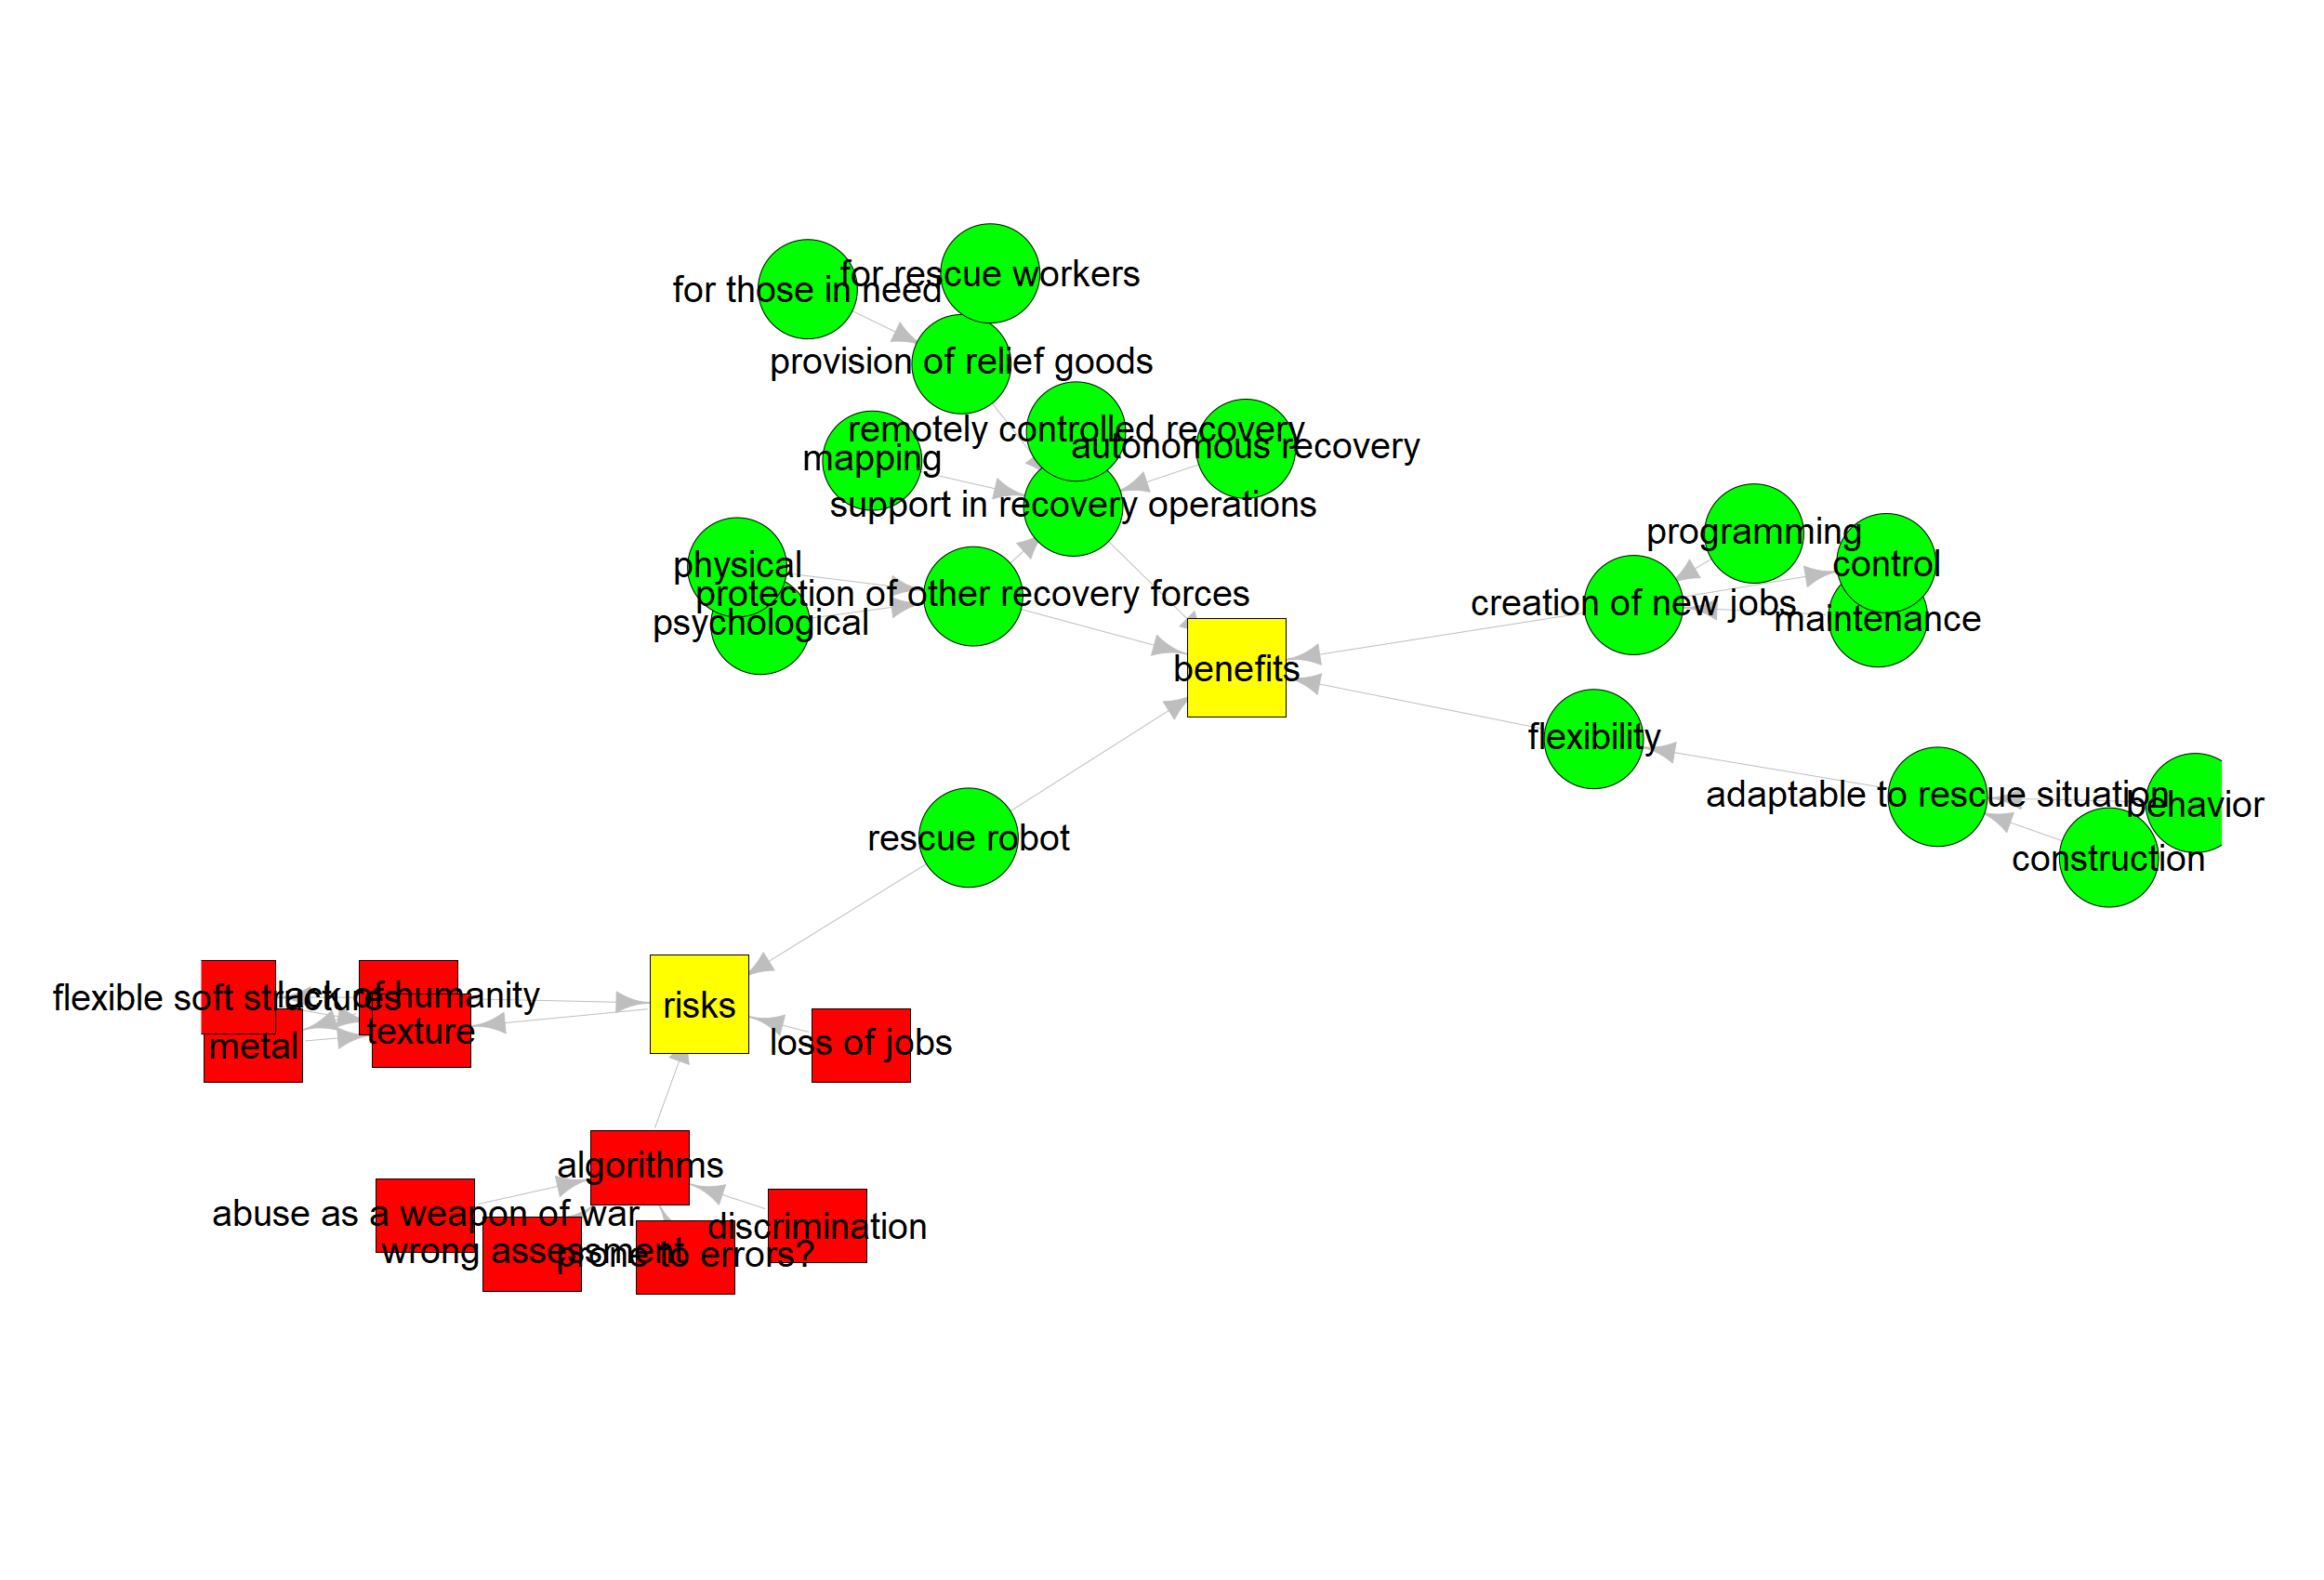 for rescue workers
for those in need
provision of relief goods
remotely controlled recovery
autonomous recovery
mapping
support in recovery operations
programming
physical
control
protection of other recovery forces
creation of new jobs
psychological
maintenance
benefits
flexibility
adaptable to rescue situation
behavior
rescue robot
construction
flexible soft structures
lack of humanity
risks
texture
metal
loss of jobs
algorithms
abuse as a weapon of war
discrimination
wrong assessment
prone to errors?